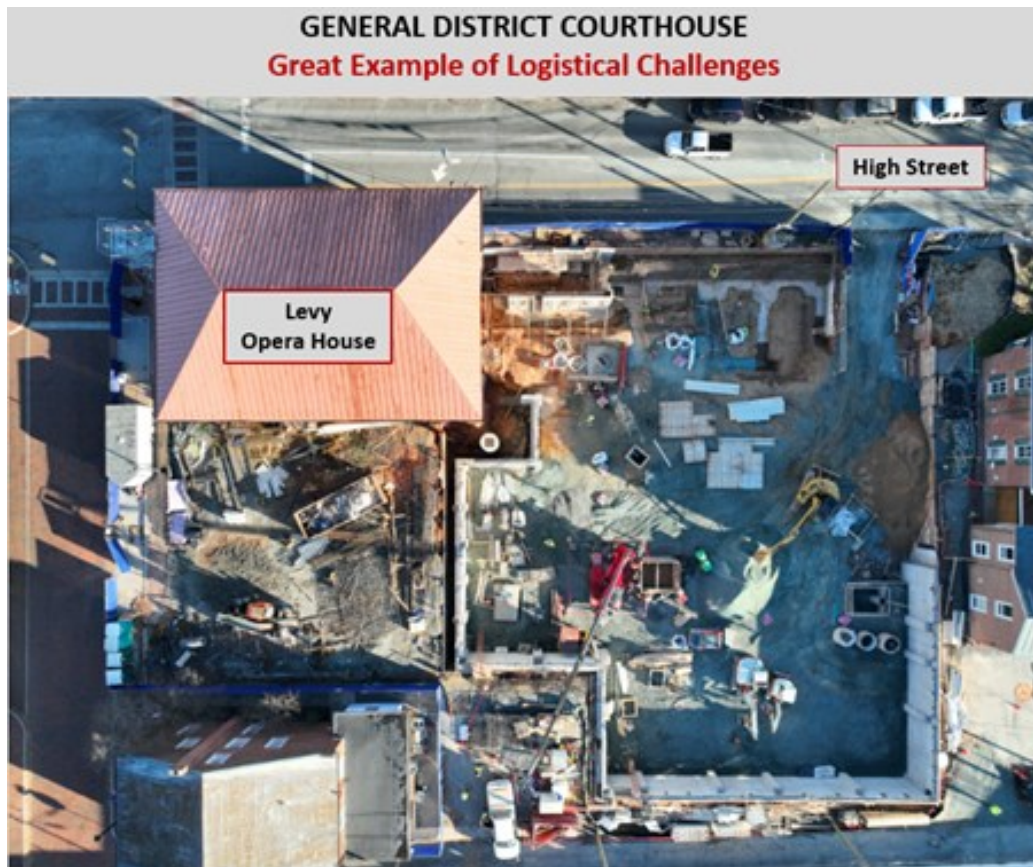 GENERAL DISTRICT COURTHOUSE
Great Example of Logistical Challenges
High Street
Levy
Opera House